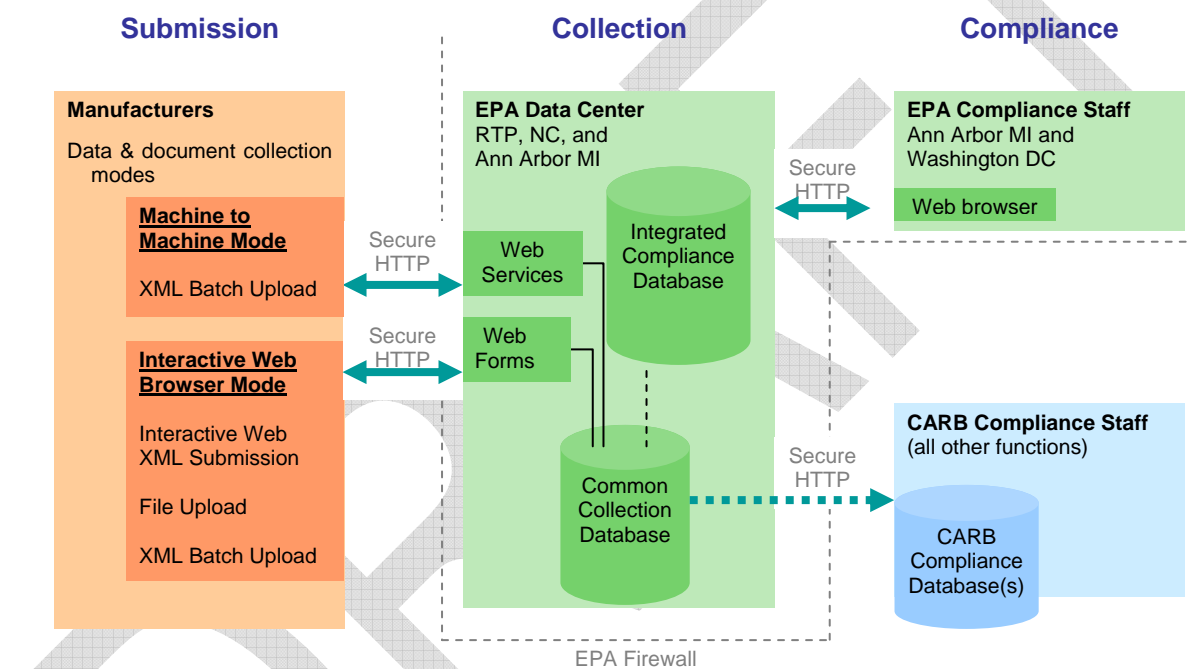 Submission
Collection
Compliance
Manufacturers
Data & document collection
modes
Machine to
Machine Mode
XML Batch Upload
Interactive Web
Browser Mode
Interactive Web
XML Submission
File Upload
XML Batch Upload
Secure
HTTP
Secure
HTTP
EPA Data Center
RTP, NC, and
Ann Arbor MI
Web
Services
Web
Forms
Integrated
Compliance
Database
Common
Collection
Database
Secure
HTTP
EPA Compliance Staff
Ann Arbor MI and
Washington DC
Web browser
Secure
HTTP
CARB Compliance Staff
(all other functions)
CARB
Compliance
Database(s)
EPA Firewall